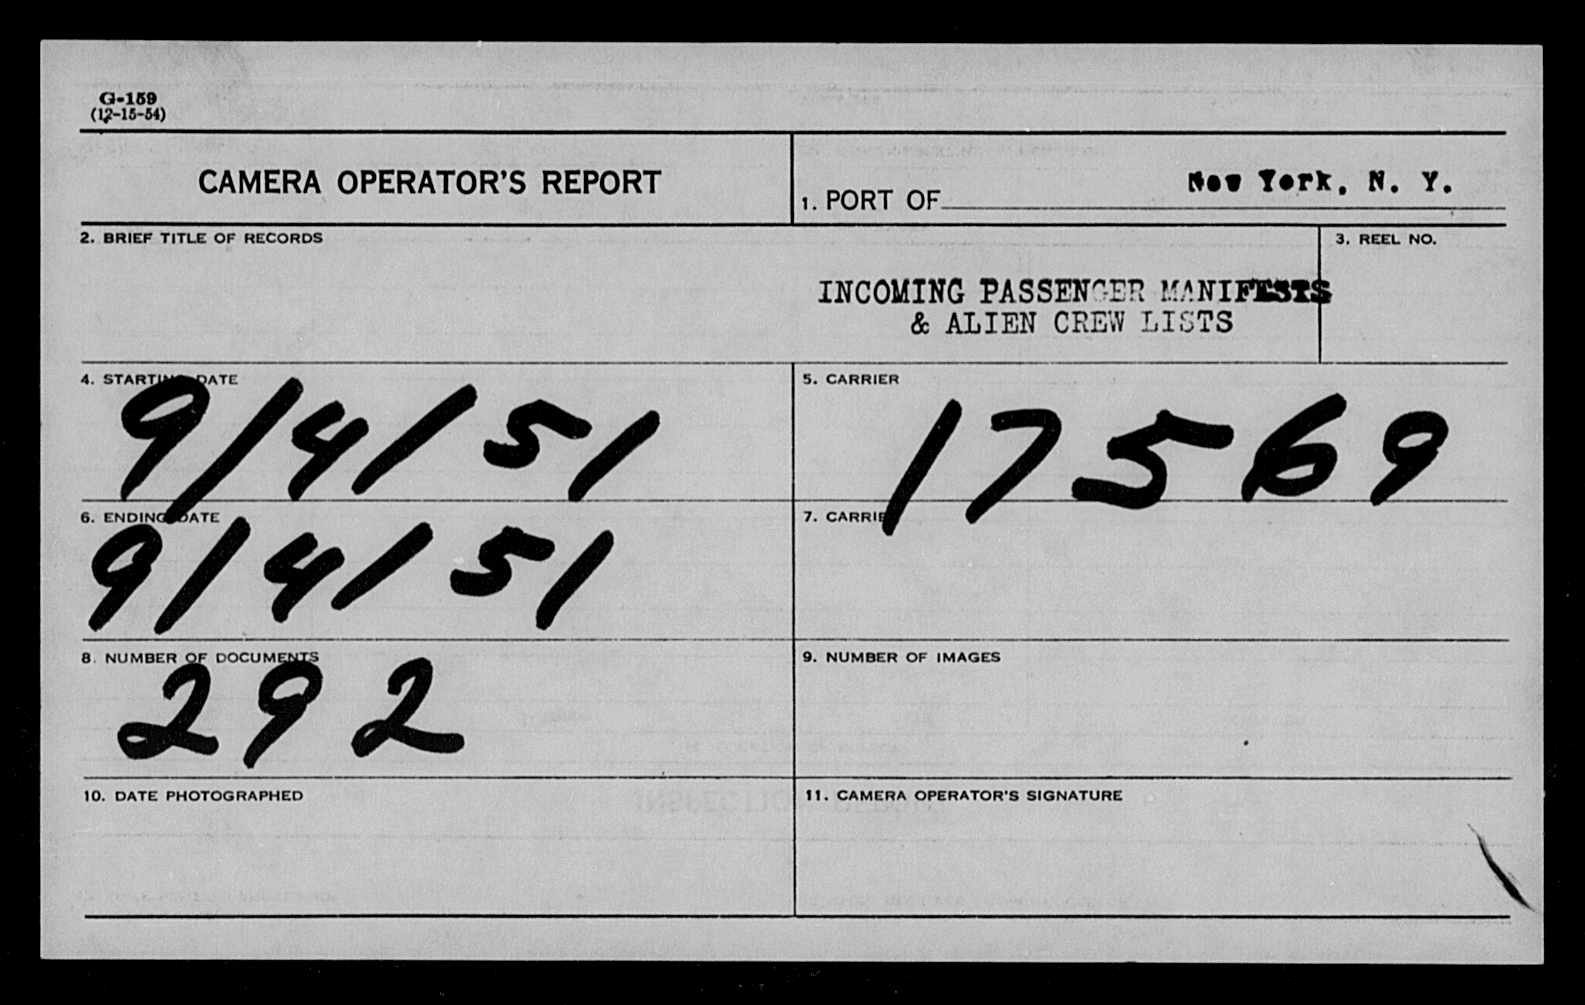 G-159
(12-15-54)
CAMERA OPERATOR'S REPORT
1. PORT OF New York, N. Y.
2. BRIEF TITLE OF RECORDS
3. REEL NO.
INCOMING PASSENGER MANIFESTS
& ALIEN CREW LISTS
4. STARTING DATE
9/4/51
5. CARRIER
17569
6. ENDING DATE
9/4/51
7. CARRIER
8. NUMBER OF DOCUMENTS
292
9. NUMBER OF IMAGES
10. DATE PHOTOGRAPHED
11. CAMERA OPERATOR'S SIGNATURE